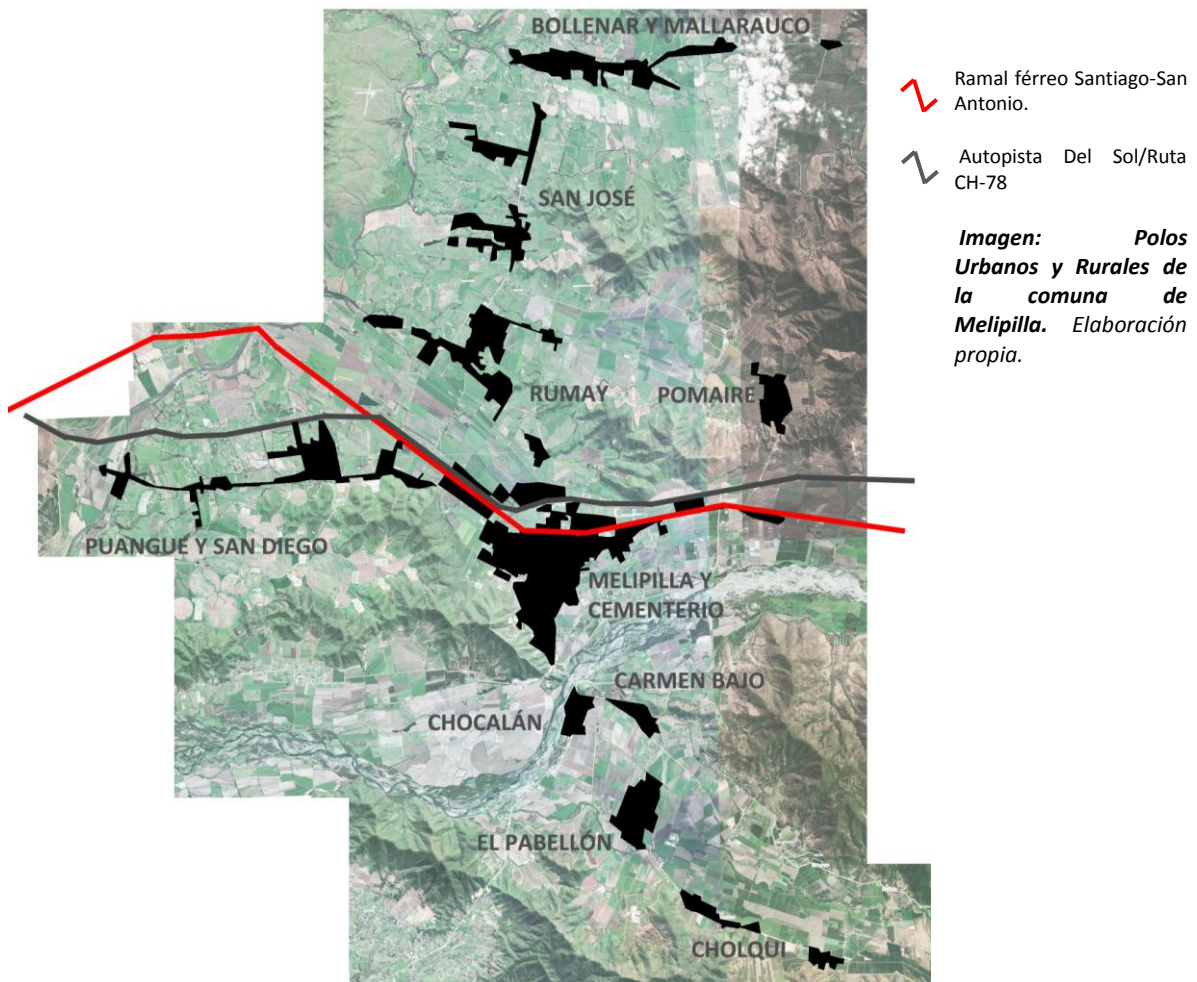 BOLLENAR Y MALLARAUCO
SAN JOSÉ
RUMAY
POMAIRE
PUANGUE Y SAN DIEGO
MELIPILLA Y
CEMENTERIO
CARMEN BAJO
CHOCALÁN
EL PABELLÓN
CHOLQUI
Ramal férreo Santiago-San
Antonio.
Autopista Del Sol/Ruta
CH-78
Imagen: Polos
Urbanos y Rurales de
la comuna de
Melipilla. Elaboración
propia.